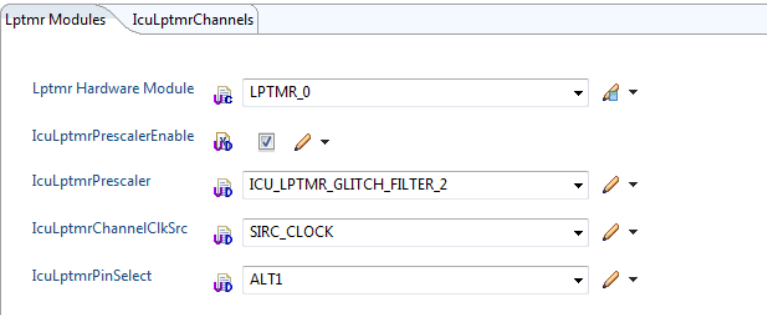 Lptmr Modules IcuLptmrChannels
Lptmr Hardware Module LPTMR_0
IcuLptmrPrescalerEnable
IcuLptmrPrescaler ICU_LPTMR_GLITCH_FILTER_2
IcuLptmrChannelClkSrc SIRC_CLOCK
IcuLptmrPinSelect ALT1